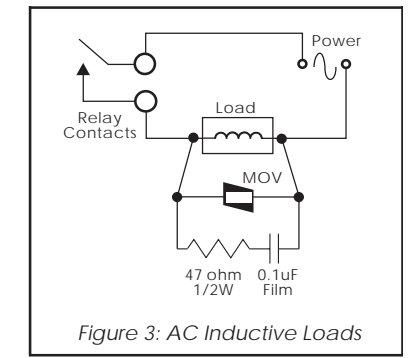 Power
Load
Relay
Contacts
MOV
47 ohm
1/2W
0.1uF
Film
Figure 3: AC Inductive Loads